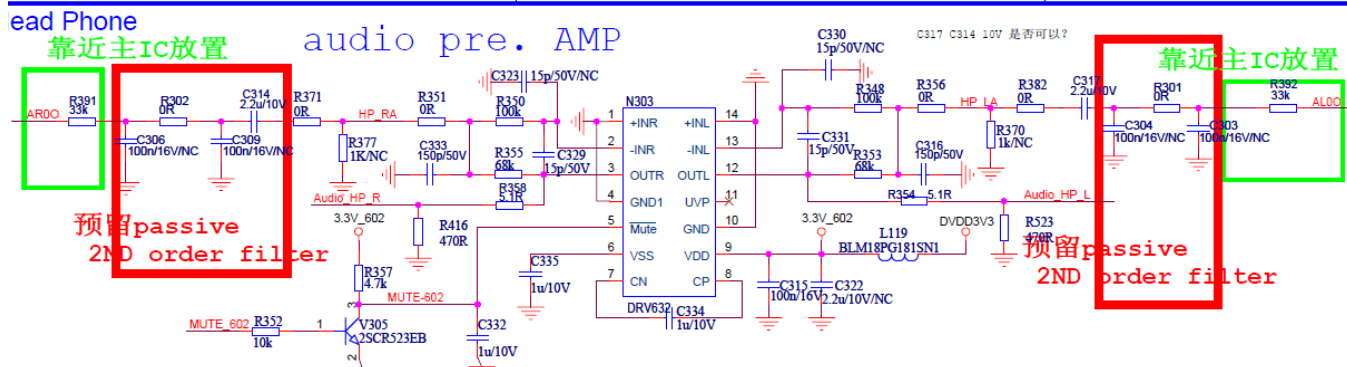 ead Phone
靠近主IC放置
audio pre. AMP
C330
15p/50V/NC
C317 C314 10V 是否可以?
靠近主IC放置
AR0O
R391
33k
R302
0R
C314
2.2u/10V
R371
0R
HP_RA
R351
0R
C323
15p/50V/NC
R350
100k
N303
R348
100k
R356
0R
HP_LA
R382
0R
C317
2.2u/10V
R301
0R
R392
33k
AL0O
C306
100n/16V/NC
C309
100n/16V/NC
R377
1K/NC
C333
150p/50V
R355
68k
C329
15p/50V
R358
5.1R
C331
15p/50V
R353
68k
C316
150p/50V
R370
1k/NC
C304
100n/16V/NC
C303
100n/16V/NC
1
+INR
+INL
14
2
-INR
-INL
13
3
OUTR
OUTL
12
4
GND1
UVP
11
5
Mute
GND
10
6
VSS
VDD
9
7
CN
CP
8
DRV632
Audio_HP_R
R354
5.1R
Audio_HP_L
预留passive
2ND order filter
3.3V_602
R416
470R
3.3V_602
L119
BLM18PG181SN1
DVDD3V3
R523
470R
预留passive
2ND order filter
R357
4.7k
C335
1u/10V
C315
100n/16V
C322
2.2u/10V/NC
MUTE-602
C334
1u/10V
MUTE_602
R352
10k
1
3
V305
2SCR523EB
2
C332
1u/10V